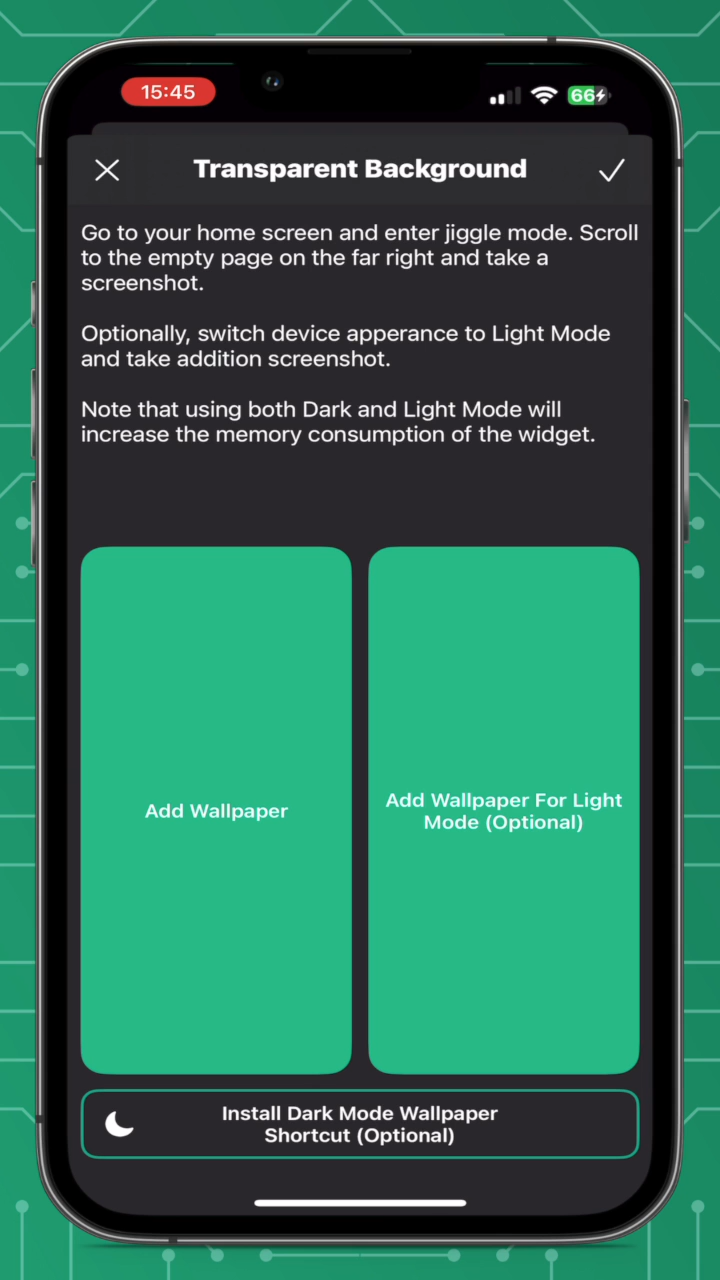 15:45
66
Transparent Background
Go to your home screen and enter jiggle mode. Scroll
to the empty page on the far right and take a
screenshot.
Optionally, switch device apperance to Light Mode
and take addition screenshot.
Note that using both Dark and Light Mode will
increase the memory consumption of the widget.
Add Wallpaper
Add Wallpaper For Light
Mode (Optional)
Install Dark Mode Wallpaper
Shortcut (Optional)